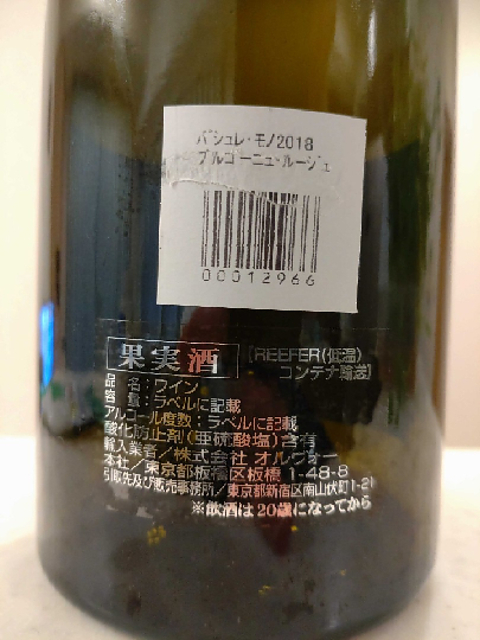 バシュレ・モノ2018
ブルゴーニュ・ルージュ
00012966
果実酒 [REEFER(低温)
コンテナ輸送]
品 名:ワイン
容 量:ラベルに記載
アルコール度数:ラベルに記載
酸化防止剤(亜硫酸塩)含有
輸入業者/株式会社 オルヴォー
本社/東京都板橋区板橋 1-48-8
引取先及び販売事務所/東京都新宿区南山伏町1-21
※飲酒は20歳になってから